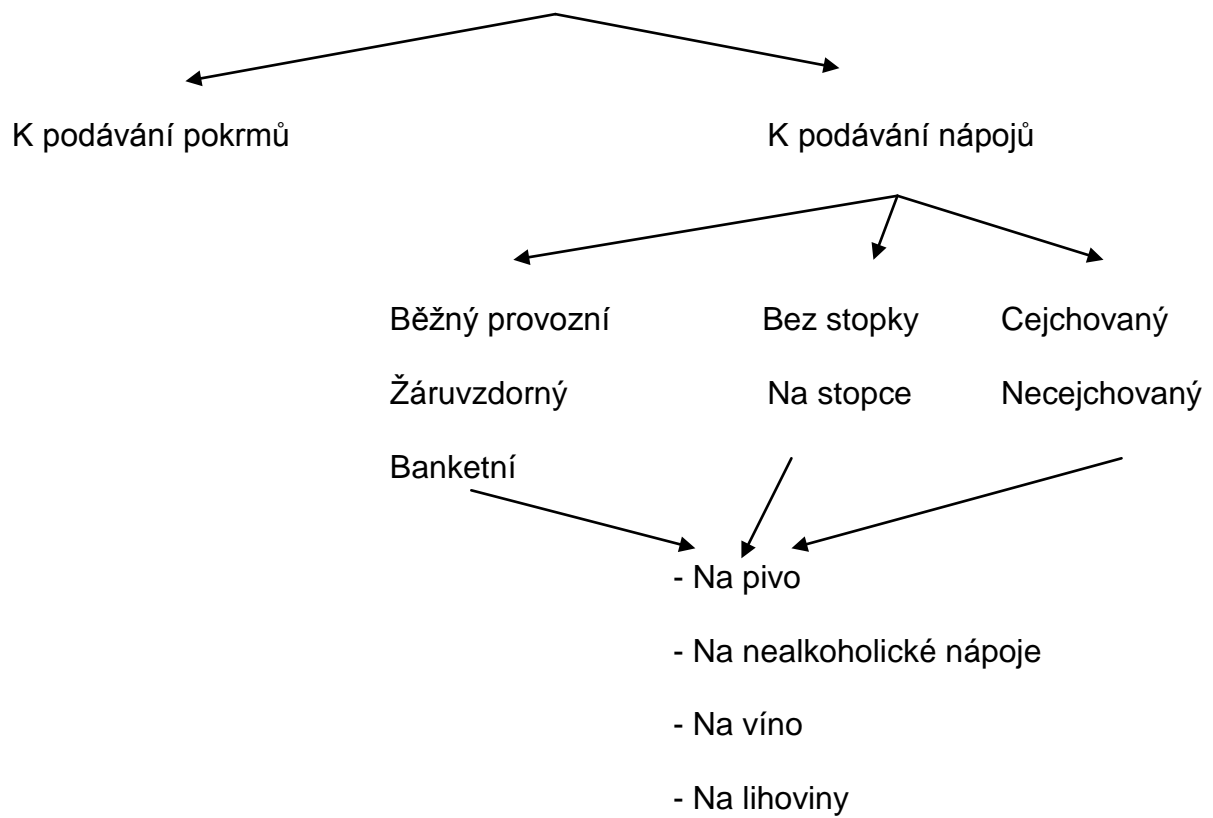 K podávání pokrmů K podávání nápojů
Běžný provozní Bez stopky Cejchovaný
Žáruvzdorný Na stopce Necejchovaný
Banketní
- Na pivo
- Na nealkoholické nápoje
- Na víno
- Na lihoviny